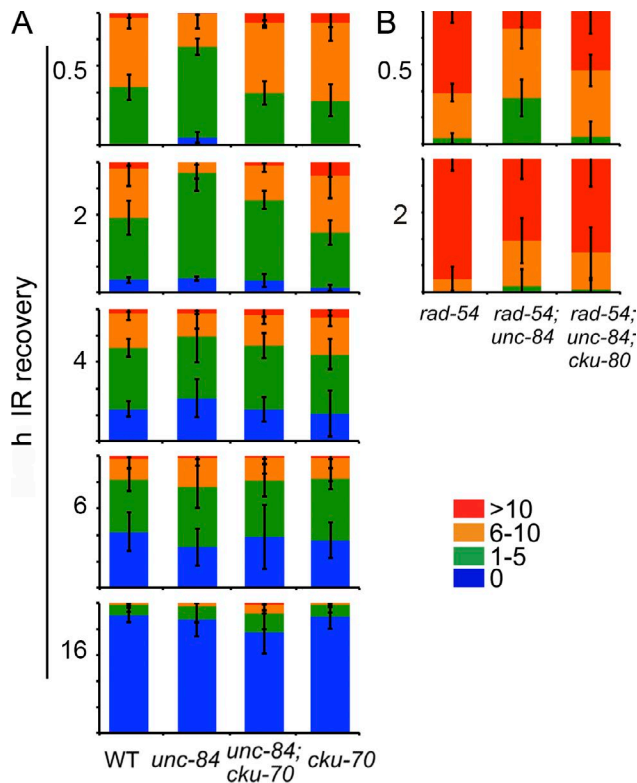 A
B
h IR recovery
0.5
2
4
6
16
WT
unc-84
unc-84;
cku-70
cku-70
0.5
2
rad-54
rad-54;
unc-84
rad-54;
unc-84;
cku-80
>10
6-10
1-5
0